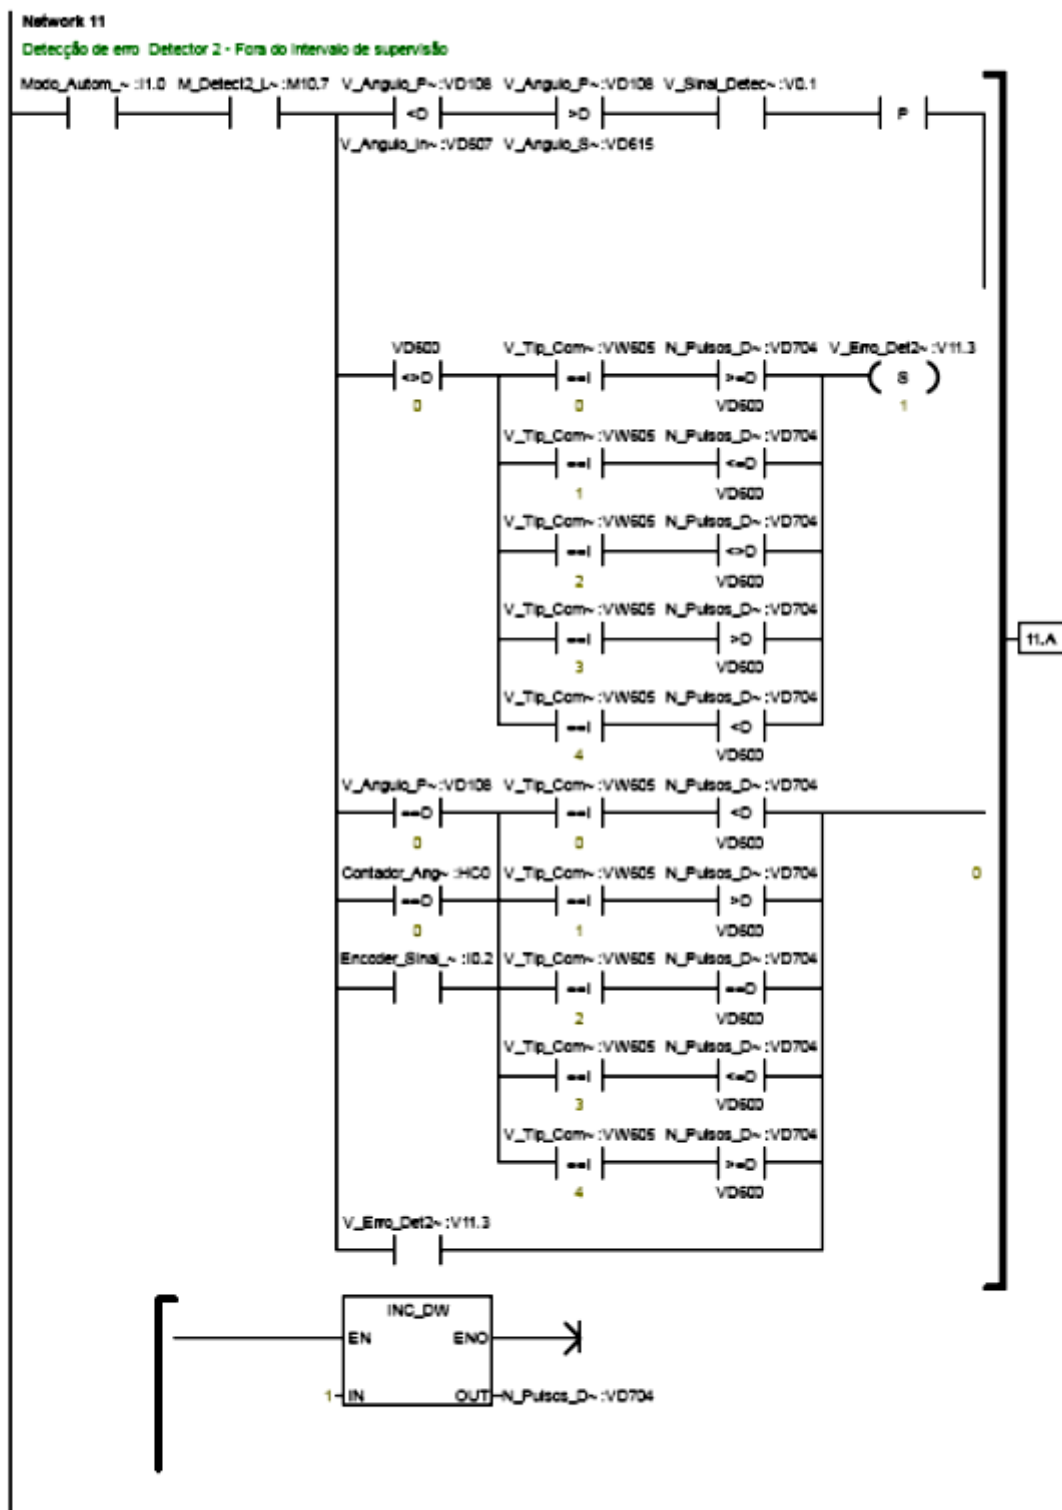 Network 11
Detecção de erro Detector 2 - Fora do intervalo de supervisão
Modo_Autom_~ :I1.0 M_Detect2_L~ :M10.7 V_Angulo_P~:VD108 V_Angulo_P~:VD108 V_Sinal_Detec~ :V0.1
<D >D P
V_Angulo_In~:VD607 V_Angulo_S~:VD615
VD600 V_Tip_Com~ :VW605 N_Pulsos_D~ :VD704 V_Erro_Det2~ :V11.3
<>D ==I >=D S
0 0 VD600 1
V_Tip_Com~ :VW605 N_Pulsos_D~ :VD704
==I <=D
1 VD600
V_Tip_Com~ :VW605 N_Pulsos_D~ :VD704
==I <>D
2 VD600
V_Tip_Com~ :VW605 N_Pulsos_D~ :VD704
==I >D 11.A
3 VD600
V_Tip_Com~ :VW605 N_Pulsos_D~ :VD704
==I <D
4 VD600
V_Angulo_P~:VD108 V_Tip_Com~ :VW605 N_Pulsos_D~ :VD704
==D ==I <D
0 0 VD600
Contador_Ang~ :HC0 V_Tip_Com~ :VW605 N_Pulsos_D~ :VD704 0
==D ==I >D
0 1 VD600
Encoder_Sinal_~ :I0.2 V_Tip_Com~ :VW605 N_Pulsos_D~ :VD704
==I ==D
2 VD600
V_Tip_Com~ :VW605 N_Pulsos_D~ :VD704
==I <=D
3 VD600
V_Tip_Com~ :VW605 N_Pulsos_D~ :VD704
==I >=D
4 VD600
V_Erro_Det2~ :V11.3
INC_DW
EN ENO
1 IN OUT N_Pulsos_D~ :VD704